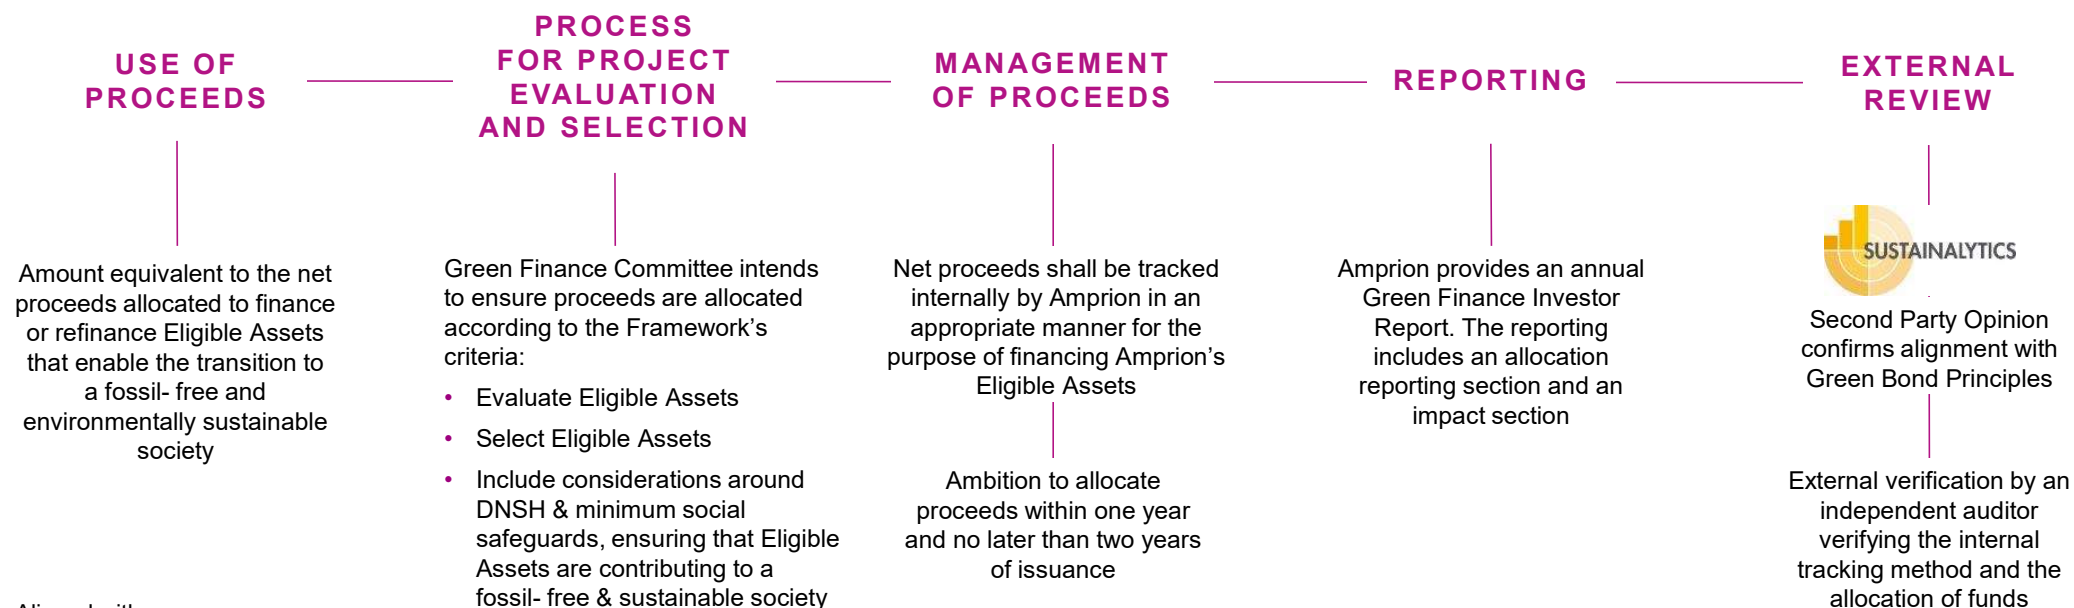 USE OF
PROCEEDS
Amount equivalent to the net
proceeds allocated to finance
or refinance Eligible Assets
that enable the transition to
a fossil- free and
environmentally sustainable
society
PROCESS
FOR PROJECT
EVALUATION
AND SELECTION
Green Finance Committee intends
to ensure proceeds are allocated
according to the Framework's
criteria:
• Evaluate Eligible Assets
• Select Eligible Assets
• Include considerations around
DNSH & minimum social
safeguards, ensuring that Eligible
Assets are contributing to a
fossil- free & sustainable society
MANAGEMENT
OF PROCEEDS
Net proceeds shall be tracked
internally by Amprion in an
appropriate manner for the
purpose of financing Amprion's
Eligible Assets
Ambition to allocate
proceeds within one year
and no later than two years
of issuance
REPORTING
Amprion provides an annual
Green Finance Investor
Report. The reporting
includes an allocation
reporting section and an
impact section
EXTERNAL
REVIEW
SUSTAINALYTICS
Second Party Opinion
confirms alignment with
Green Bond Principles
External verification by an
independent auditor
verifying the internal
tracking method and the
allocation of funds